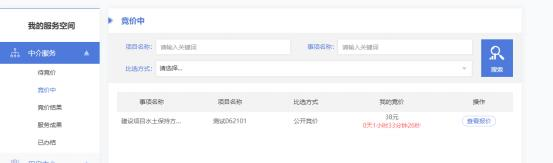 我的服务空间
竞价中
项目名称： 请输入关键词 事项名称： 请输入关键词
比选方式： 请选择...
搜索
中介服务
待竞价
竞价中
竞价结果
服务成果
已办结
事项名称 项目名称 比选方式 我的竞价 操作
建设项目水土保持方... 测试062101 公开竞价 38元 查看报价
0天1小时33分钟26秒